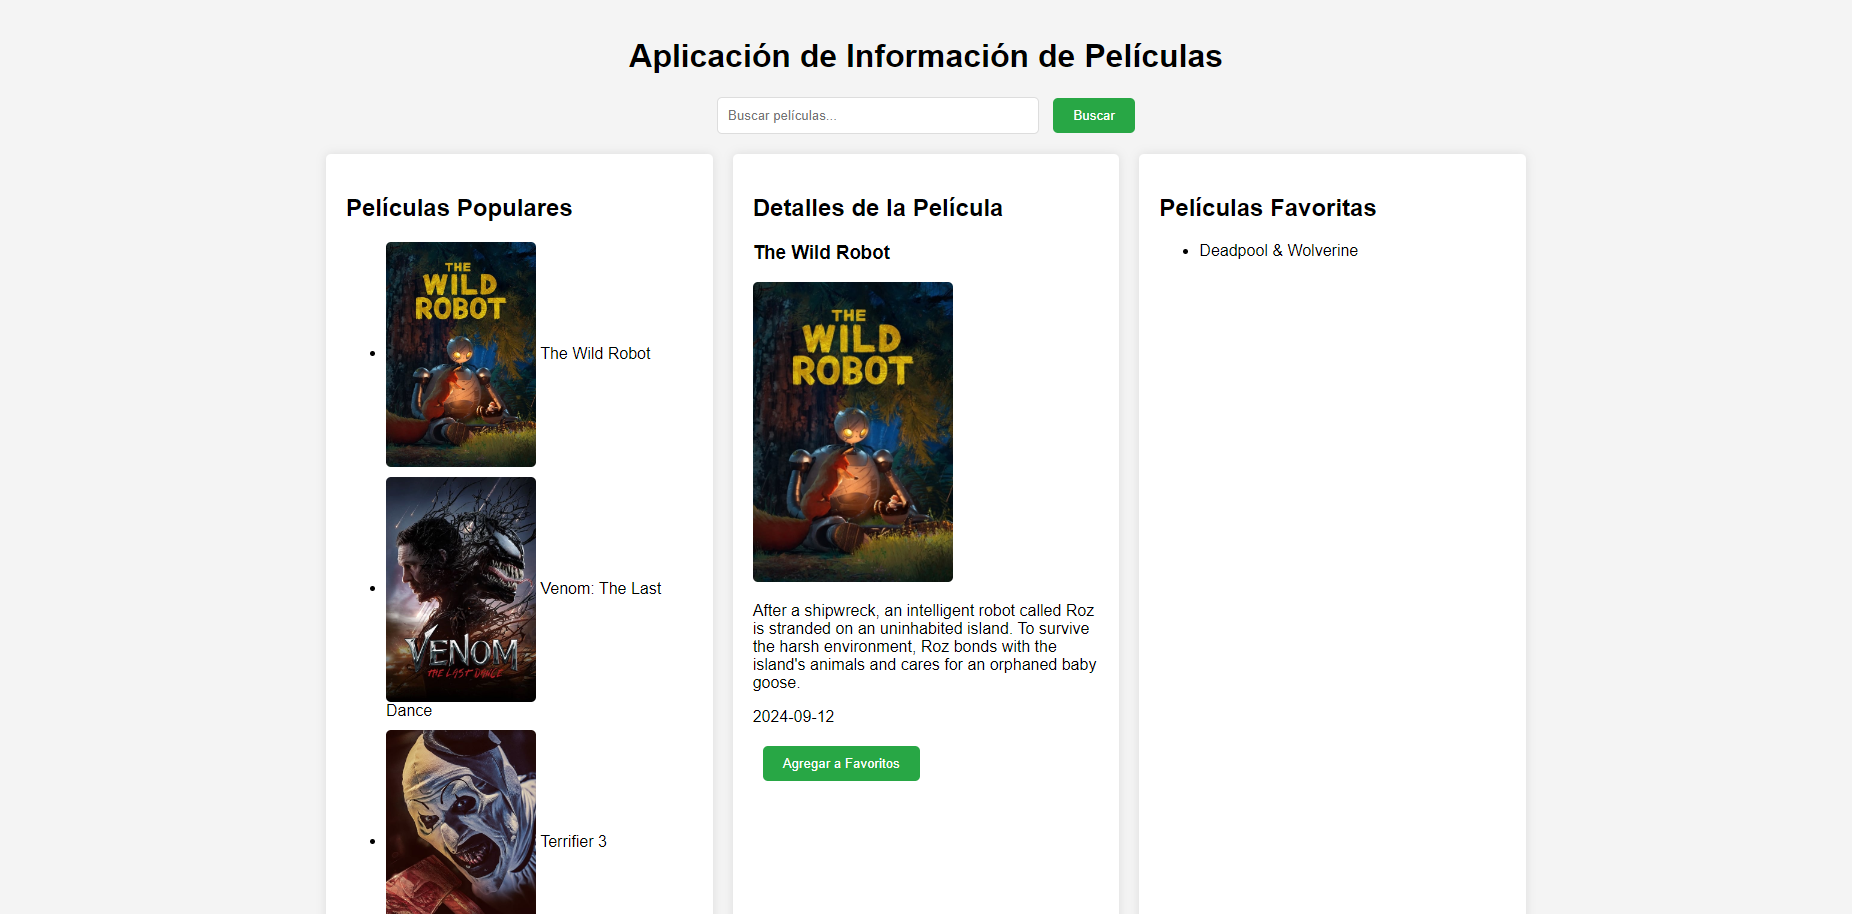 Aplicación de Información de Películas
Buscar películas...
Buscar
Películas Populares
THE
WILD
ROBOT
The Wild Robot
VENOM
THE LAST DANCE
Venom: The Last
Dance
Terrifier 3
Detalles de la Película
The Wild Robot
THE
WILD
ROBOT
After a shipwreck, an intelligent robot called Roz
is stranded on an uninhabited island. To survive
the harsh environment, Roz bonds with the
island's animals and cares for an orphaned baby
goose.
2024-09-12
Agregar a Favoritos
Películas Favoritas
Deadpool & Wolverine